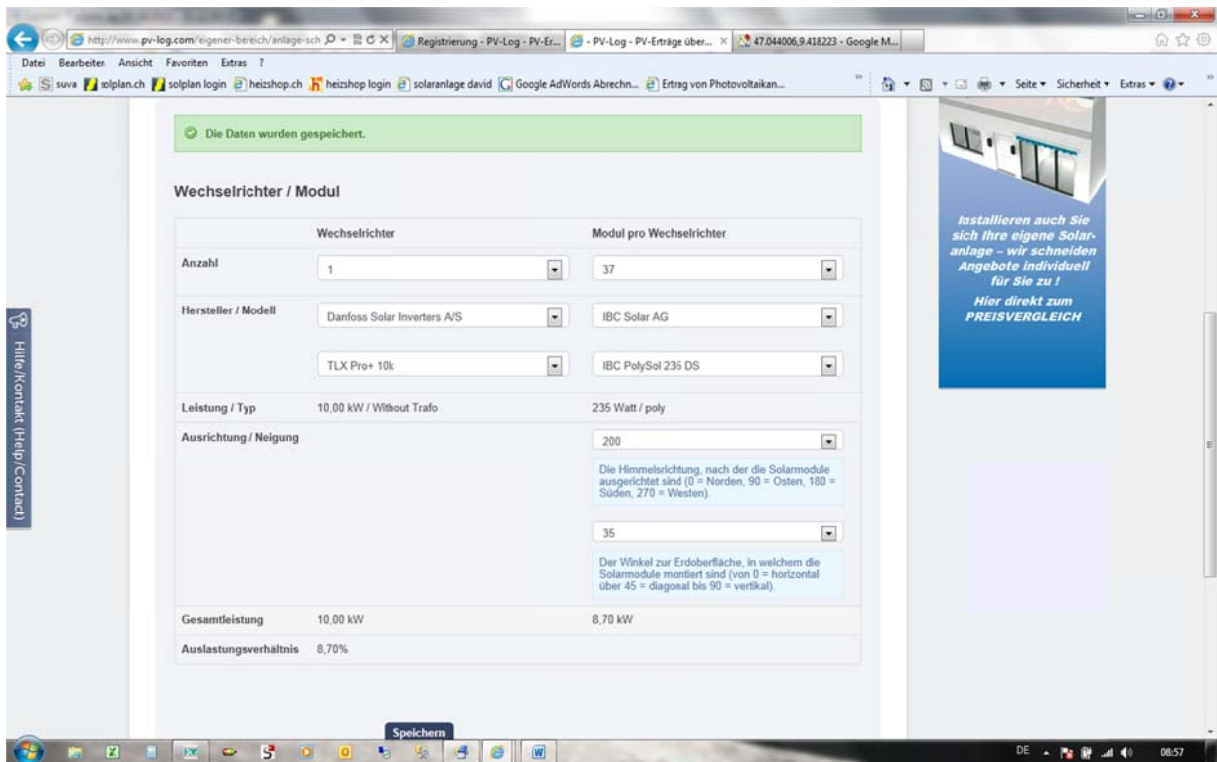 http://www.pv-log.com/eigener-bereich/anlage-sch
Registrierung - PV-Log - PV-Er...
- PV-Log - PV-Erträge über...
47.044006,9.418223 - Google M...
Datei Bearbeiten Ansicht Favoriten Extras ?
suva solplan.ch solplan login heizshop.ch heizshop login solaranlage david Google AdWords Abrechn... Ertrag von Photovoltaikan...
Seite Sicherheit Extras
Die Daten wurden gespeichert.
Wechselrichter / Modul
Wechselrichter Modul pro Wechselrichter
Anzahl 1 37
Hersteller / Modell Danfoss Solar Inverters A/S IBC Solar AG
TLX Pro+ 10k IBC PolySol 235 DS
Leistung / Typ 10,00 kW / Without Trafo 235 Watt / poly
Ausrichtung / Neigung 200
Die Himmelsrichtung, nach der die Solarmodule
ausgerichtet sind (0 = Norden, 90 = Osten, 180 =
Süden, 270 = Westen).
35
Der Winkel zur Erdoberfläche, in welchem die
Solarmodule montiert sind (von 0 = horizontal
über 45 = diagonal bis 90 = vertikal).
Gesamtleistung 10,00 kW 8,70 kW
Auslastungsverhältnis 8,70%
Speichern
Hilfe/Kontakt (Help/Contact)
Installieren auch Sie
sich Ihre eigene Solar-
anlage – wir schneiden
Angebote individuell
für Sie zu !
Hier direkt zum
PREISVERGLEICH
DE
08:57